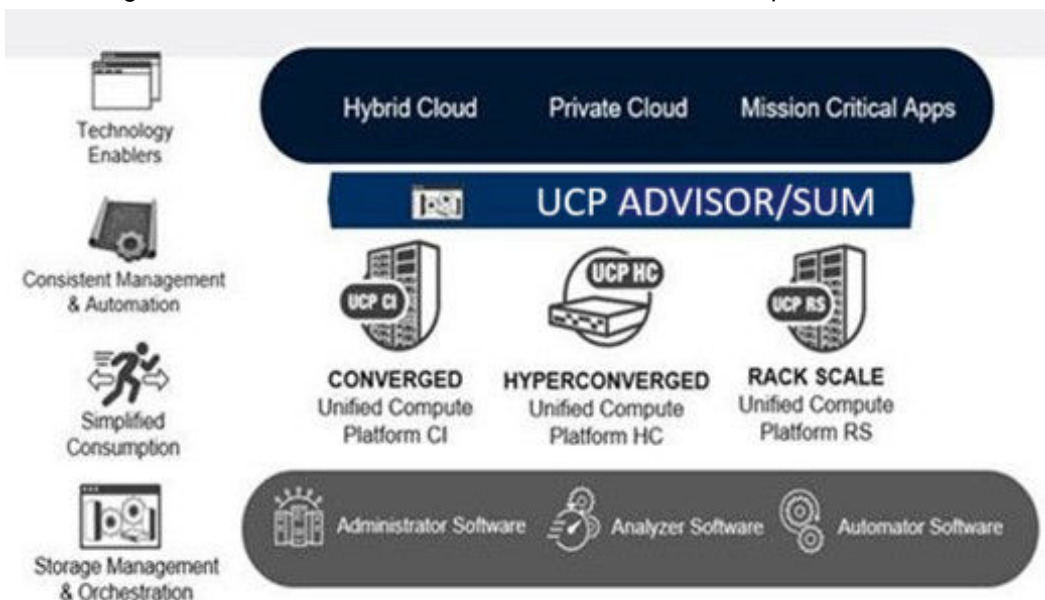 Technology
Enablers
Consistent Management
& Automation
Simplified
Consumption
Storage Management
& Orchestration
Hybrid Cloud Private Cloud Mission Critical Apps
UCP ADVISOR/SUM
UCP CI
UCP HC
UCP RS
CONVERGED
Unified Compute
Platform CI
HYPERCONVERGED
Unified Compute
Platform HC
RACK SCALE
Unified Compute
Platform RS
Administrator Software Analyzer Software Automator Software